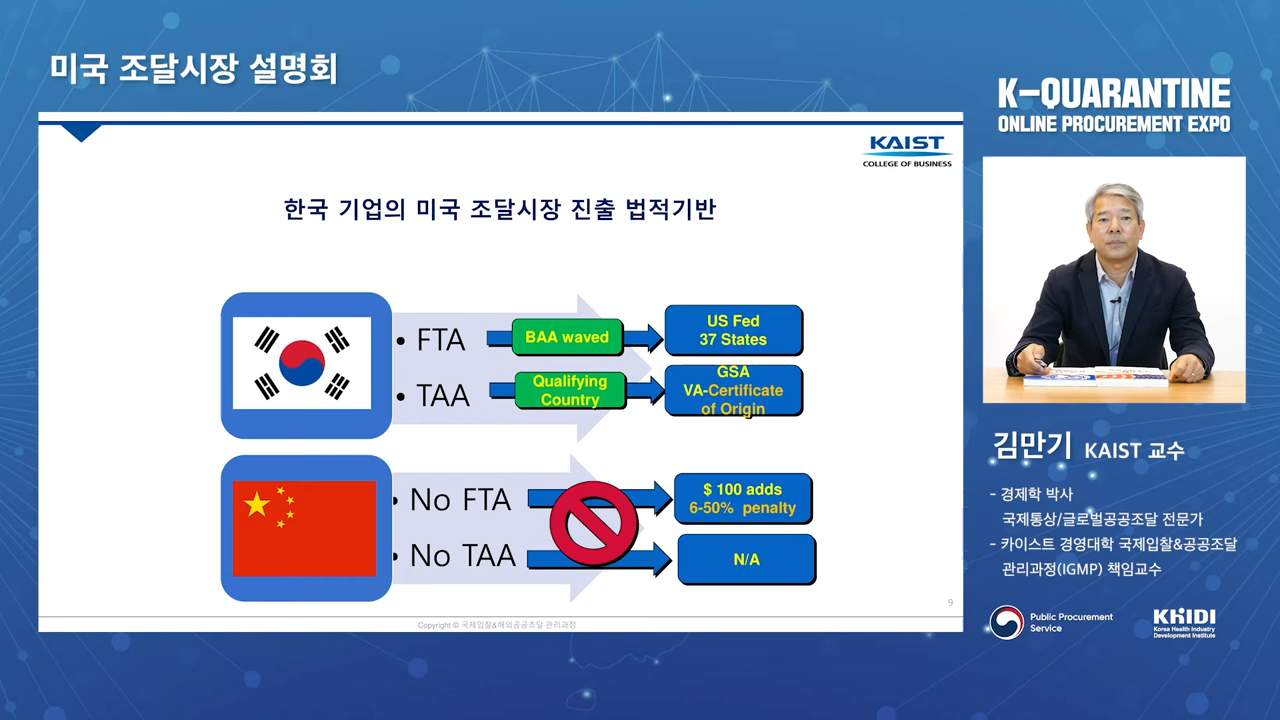 미국 조달시장 설명회
K-QUARANTINE
ONLINE PROCUREMENT EXPO
KAIST
COLLEGE OF BUSINESS
한국 기업의 미국 조달시장 진출 법적기반
• FTA
BAA waved
US Fed
37 States
• TAA
Qualifying
Country
GSA
VA-Certificate
of Origin
• No FTA
$ 100 adds
6-50% penalty
• No TAA
N/A
9
Copyright © 국제입찰&해외공공조달 관리과정
김만기 KAIST 교수
- 경제학 박사
국제통상/글로벌공공조달 전문가
- 카이스트 경영대학 국제입찰&공공조달
관리과정(IGMP) 책임교수
Public Procurement
Service
KHIDI
Korea Health Industry
Development Institute